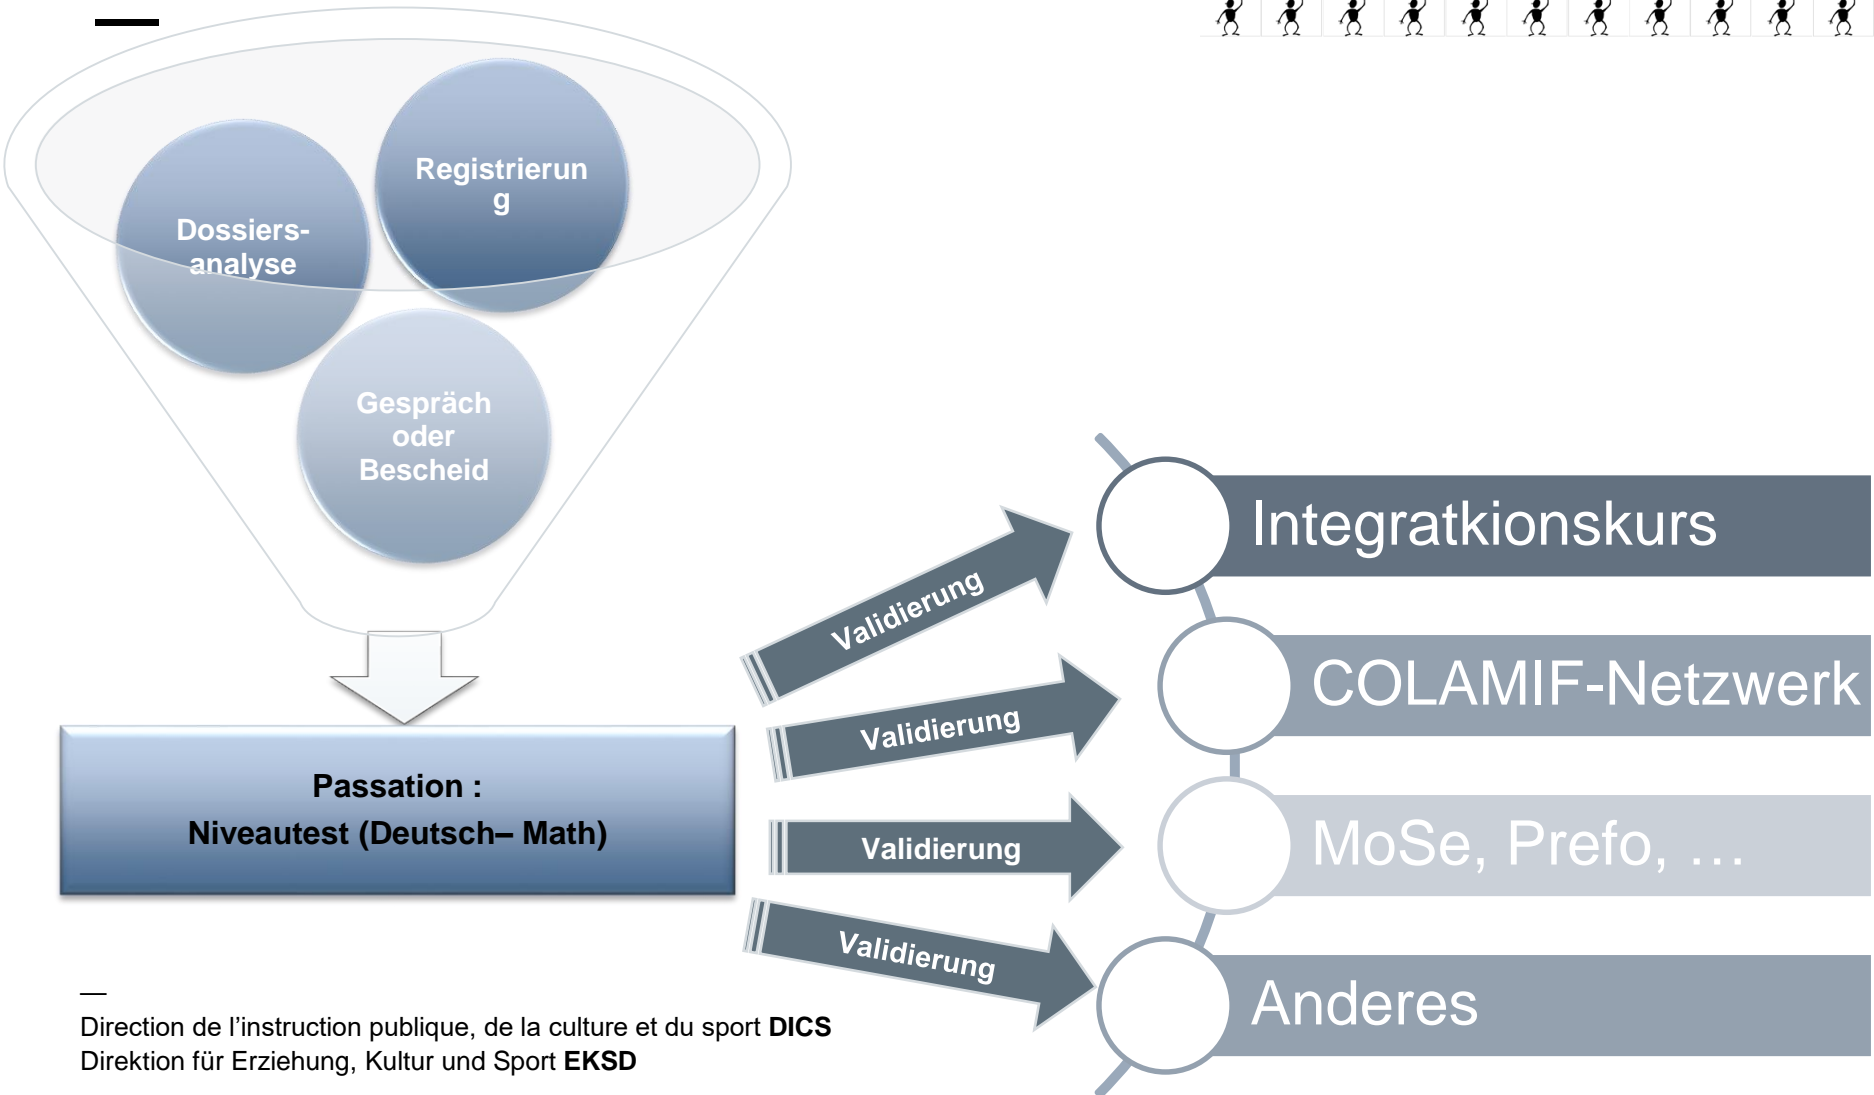 Registrierun
g
Dossiers-
analyse
Gespräch
oder
Bescheid
Passation :
Niveautest (Deutsch– Math)
Validierung
Validierung
Validierung
Validierung
Integratkionskurs
COLAMIF-Netzwerk
MoSe, Prefo, …
Anderes
—
Direction de l’instruction publique, de la culture et du sport DICS
Direktion für Erziehung, Kultur und Sport EKSD